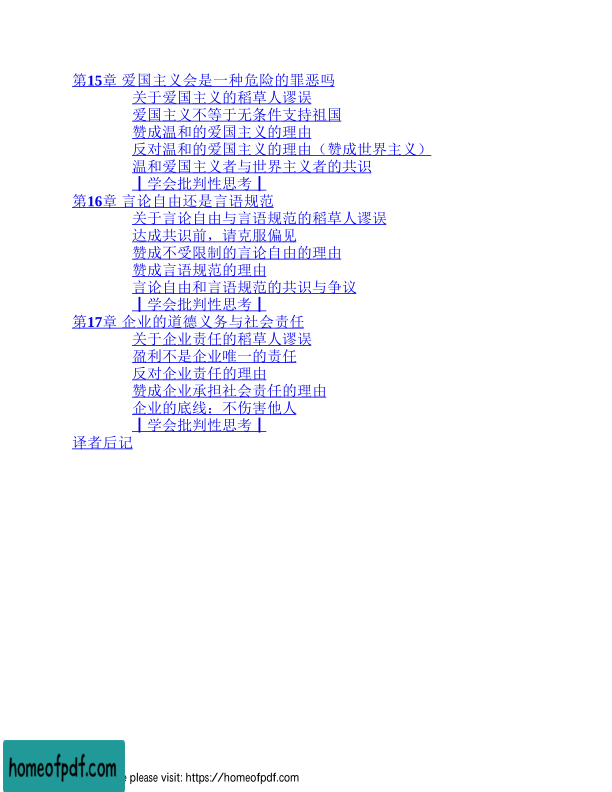 第15章 爱国主义会是一种危险的罪恶吗
关于爱国主义的稻草人谬误
爱国主义不等于无条件支持祖国
赞成温和的爱国主义的理由
反对温和的爱国主义的理由（赞成世界主义）
温和爱国主义者与世界主义者的共识
┃学会批判性思考┃
第16章 言论自由还是言语规范
关于言论自由与言语规范的稻草人谬误
达成共识前，请克服偏见
赞成不受限制的言论自由的理由
赞成言语规范的理由
言论自由和言语规范的共识与争议
┃学会批判性思考┃
第17章 企业的道德义务与社会责任
关于企业责任的稻草人谬误
盈利不是企业唯一的责任
反对企业责任的理由
赞成企业承担社会责任的理由
企业的底线：不伤害他人
┃学会批判性思考┃
译者后记
homeofpdf.com
e please visit: https://homeofpdf.com